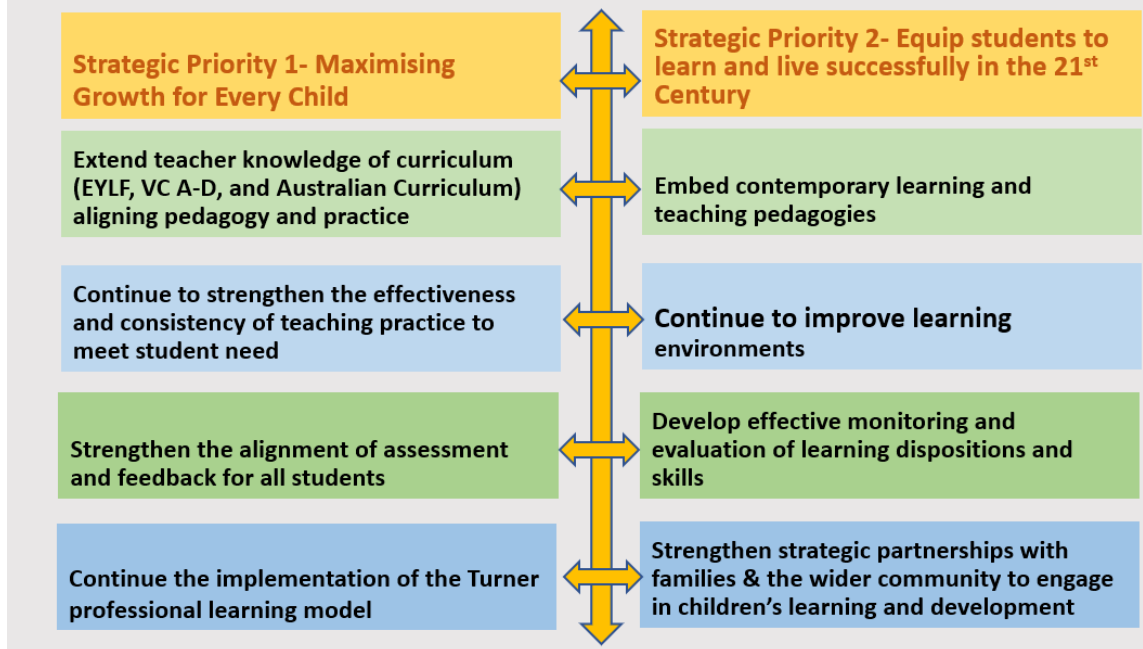 Strategic Priority 1- Maximising
Growth for Every Child
Strategic Priority 2- Equip students to
learn and live successfully in the 21st
Century
Extend teacher knowledge of curriculum
(EYLF, VC A-D, and Australian Curriculum)
aligning pedagogy and practice
Embed contemporary learning and
teaching pedagogies
Continue to strengthen the effectiveness
and consistency of teaching practice to
meet student need
Continue to improve learning
environments
Strengthen the alignment of assessment
and feedback for all students
Develop effective monitoring and
evaluation of learning dispositions and
skills
Continue the implementation of the Turner
professional learning model
Strengthen strategic partnerships with
families & the wider community to engage
in children's learning and development